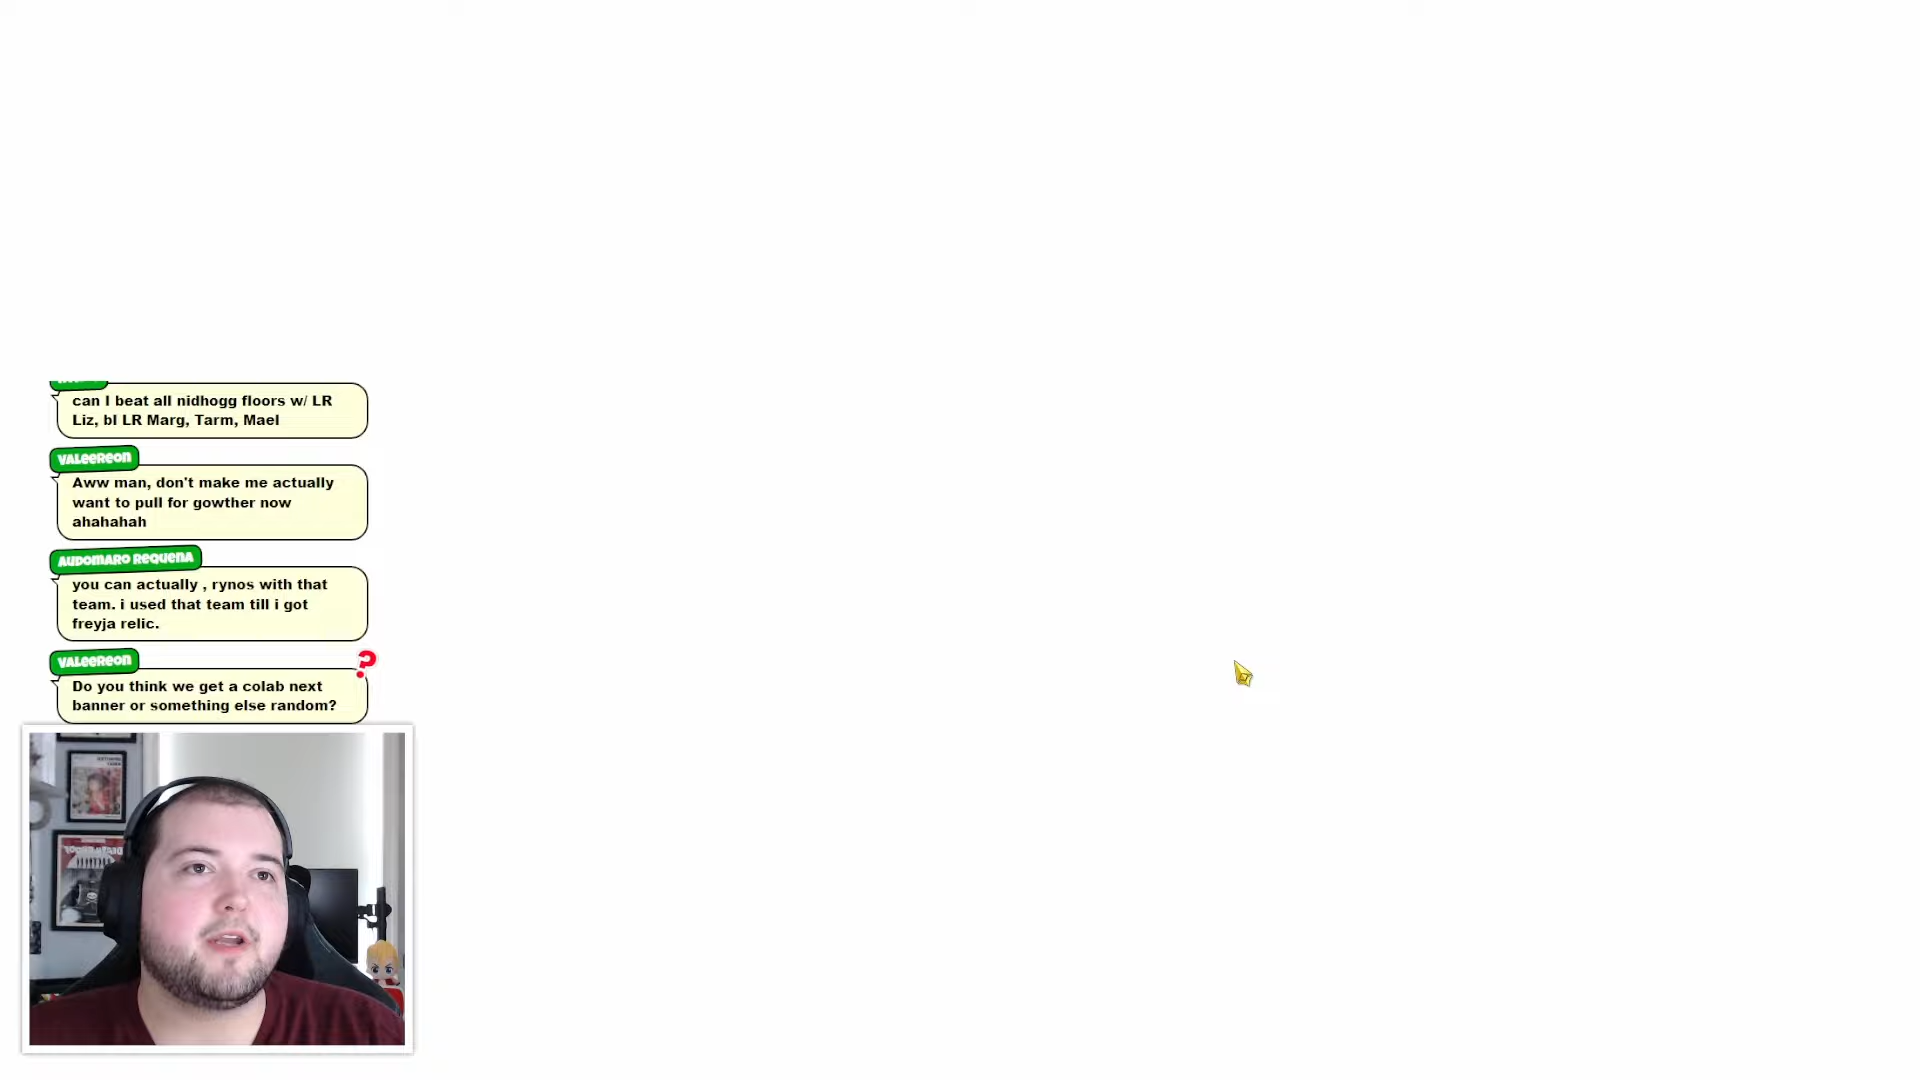 can I beat all nidhogg floors w/ LR
Liz, bl LR Marg, Tarm, Mael
VALeeReon
Aww man, don't make me actually
want to pull for gowther now
ahahahah
AUDOMARO REQUENA
you can actually , rynos with that
team. i used that team till i got
freyja relic.
VALeeReon
?
Do you think we get a colab next
banner or something else random?